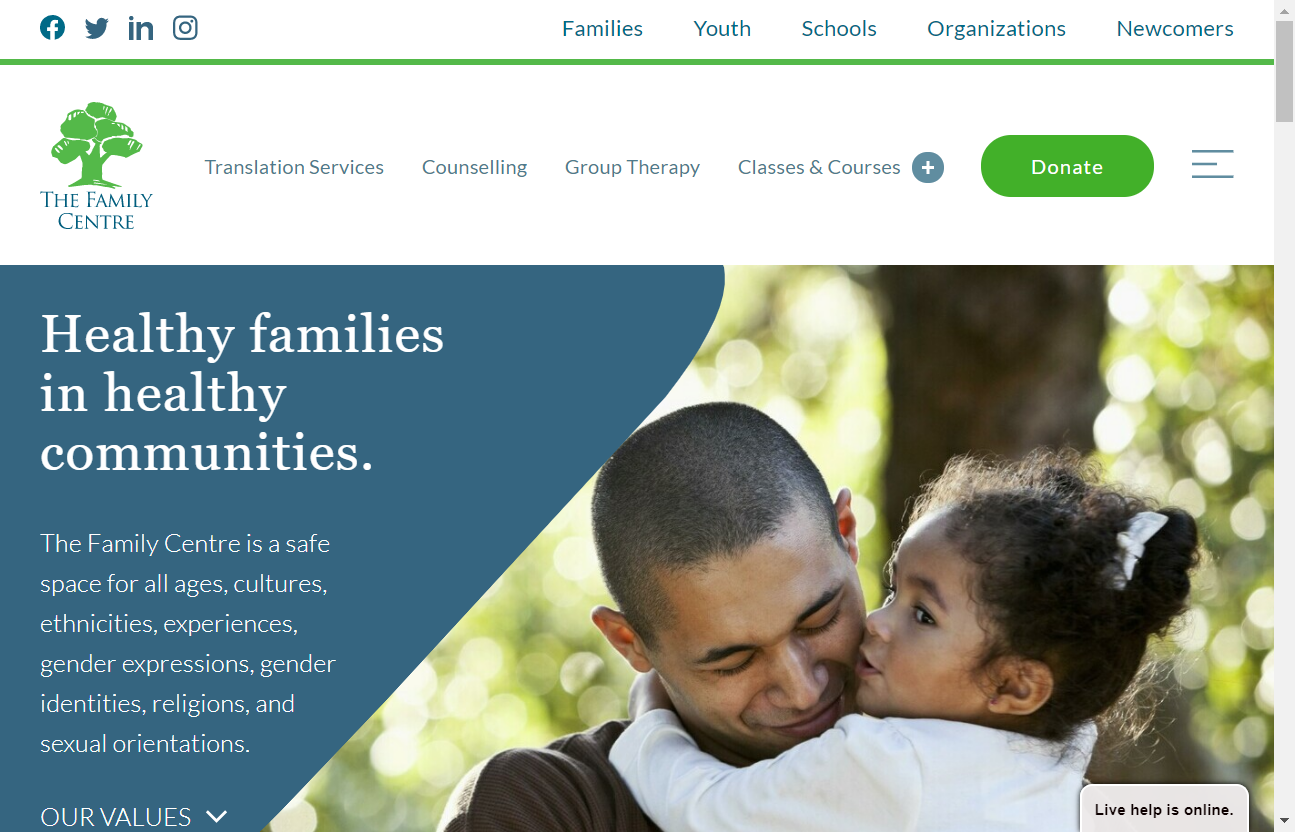 Families Youth Schools Organizations Newcomers
THE FAMILY
CENTRE
Translation Services Counselling Group Therapy Classes & Courses Donate
Healthy families
in healthy
communities.
The Family Centre is a safe
space for all ages, cultures,
ethnicities, experiences,
gender expressions, gender
identities, religions, and
sexual orientations.
OUR VALUES
Live help is online.